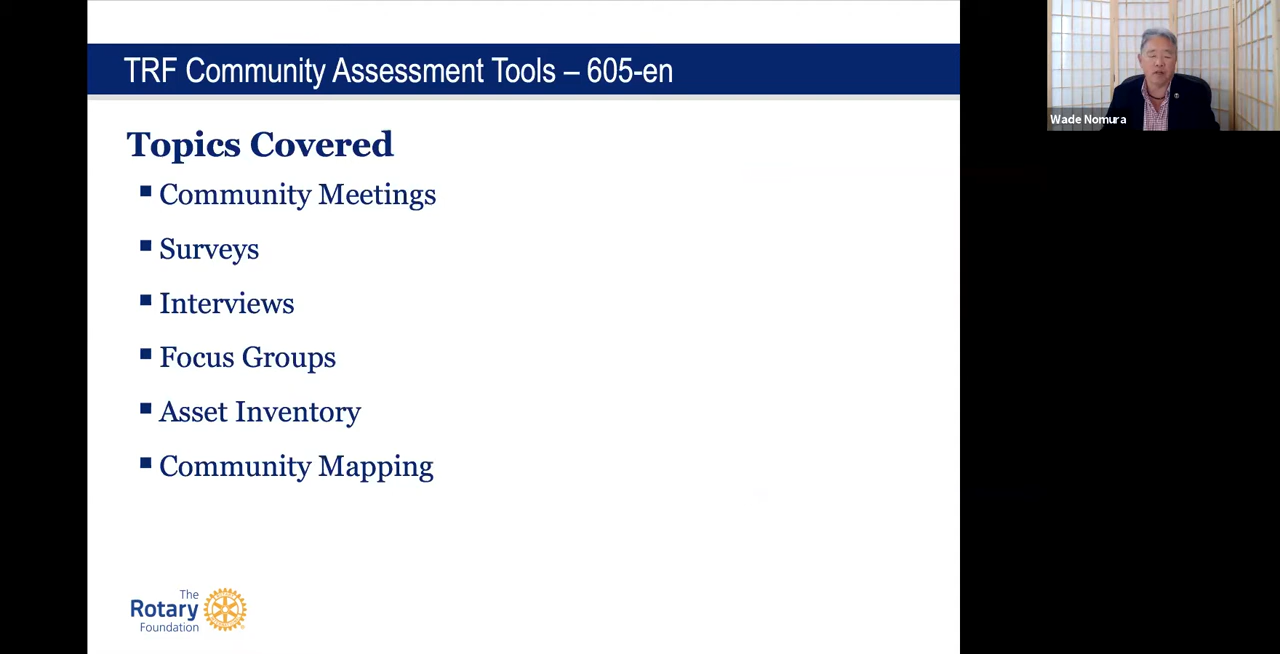 TRF Community Assessment Tools – 605-en
Topics Covered
Community Meetings
Surveys
Interviews
Focus Groups
Asset Inventory
Community Mapping
The
Rotary
Foundation
Wade Nomura